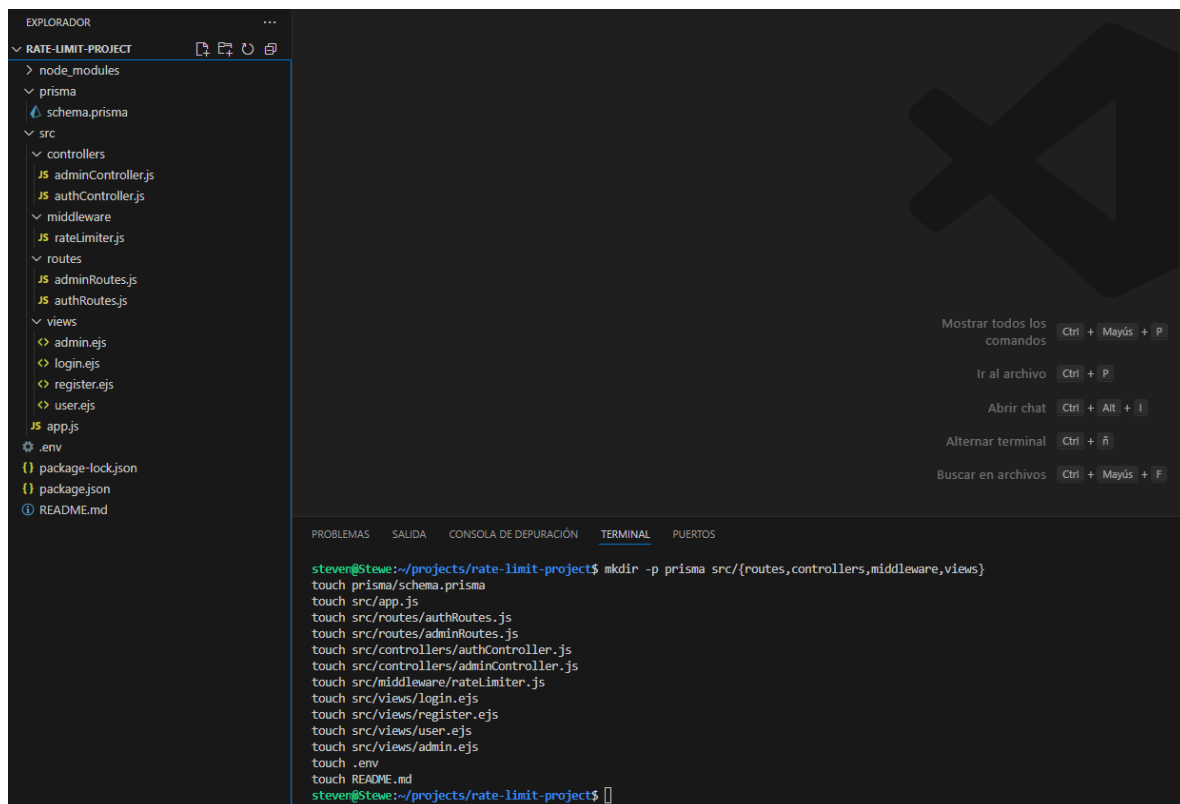 EXPLORADOR
RATE-LIMIT-PROJECT
node_modules
prisma
schema.prisma
src
controllers
JS adminController.js
JS authController.js
middleware
JS rateLimiter.js
routes
JS adminRoutes.js
JS authRoutes.js
views
<> admin.ejs
<> login.ejs
<> register.ejs
<> user.ejs
JS app.js
.env
{} package-lock.json
{} package.json
README.md
Mostrar todos los
comandos
Ctrl + Mayús + P
Ir al archivo Ctrl + P
Abrir chat Ctrl + Alt + I
Alternar terminal Ctrl + ñ
Buscar en archivos Ctrl + Mayús + F
PROBLEMAS SALIDA CONSOLA DE DEPURACIÓN TERMINAL PUERTOS
steven@Stewe:~/projects/rate-limit-project$ mkdir -p prisma src/{routes,controllers,middleware,views}
touch prisma/schema.prisma
touch src/app.js
touch src/routes/authRoutes.js
touch src/routes/adminRoutes.js
touch src/controllers/authController.js
touch src/controllers/adminController.js
touch src/middleware/rateLimiter.js
touch src/views/login.ejs
touch src/views/register.ejs
touch src/views/user.ejs
touch src/views/admin.ejs
touch .env
touch README.md
steven@Stewe:~/projects/rate-limit-project$